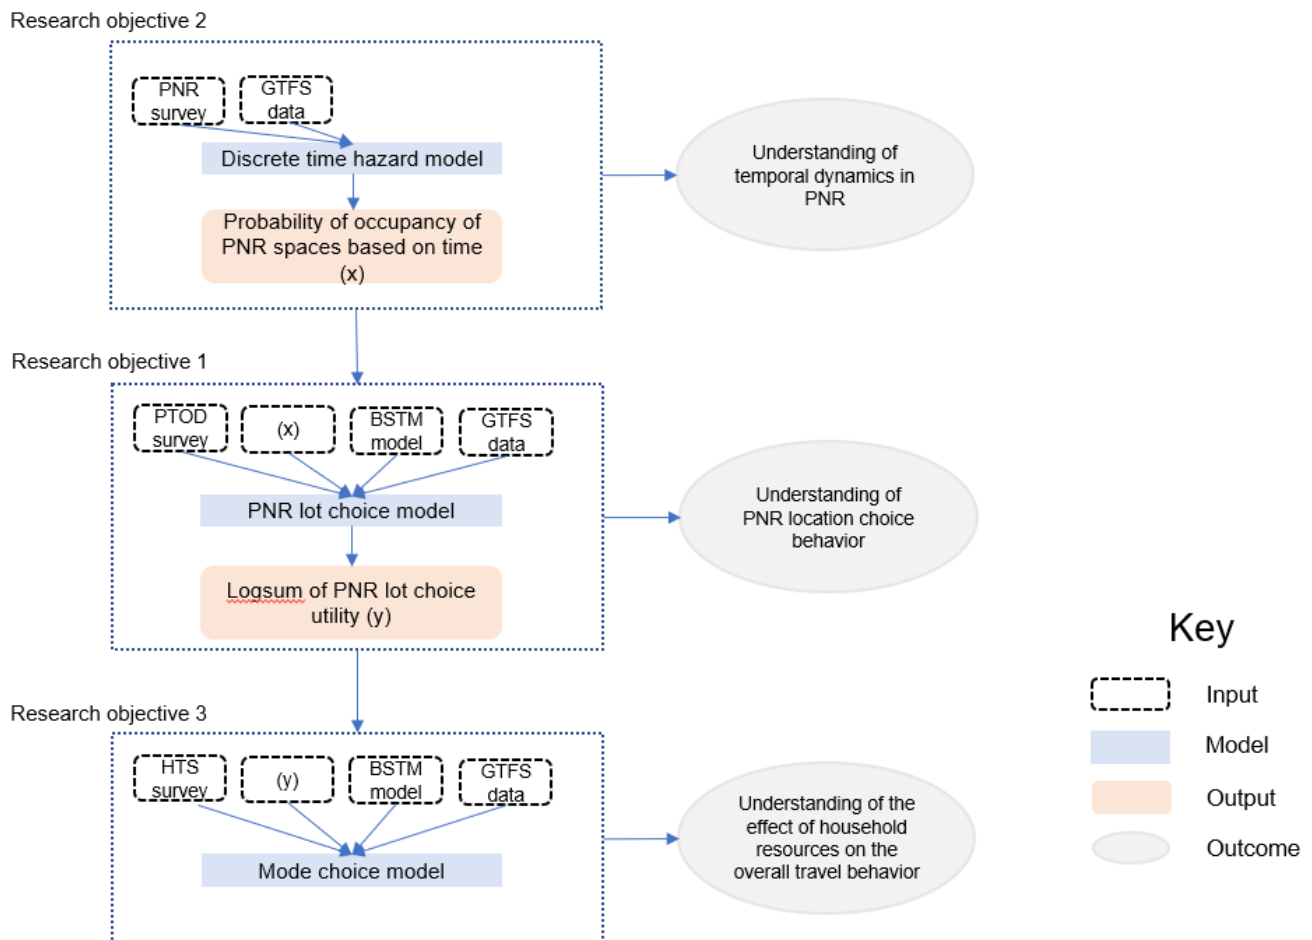 Research objective 2
PNR
survey
GTFS
data
Discrete time hazard model
Probability of occupancy of
PNR spaces based on time
(x)
Understanding of
temporal dynamics in
PNR
Research objective 1
PTOD
survey
(x)
BSTM
model
GTFS
data
PNR lot choice model
Logsum of PNR lot choice
utility (y)
Understanding of
PNR location choice
behavior
Research objective 3
HTS
survey
(y)
BSTM
model
GTFS
data
Mode choice model
Understanding of the
effect of household
resources on the
overall travel behavior
Key
Input
Model
Output
Outcome